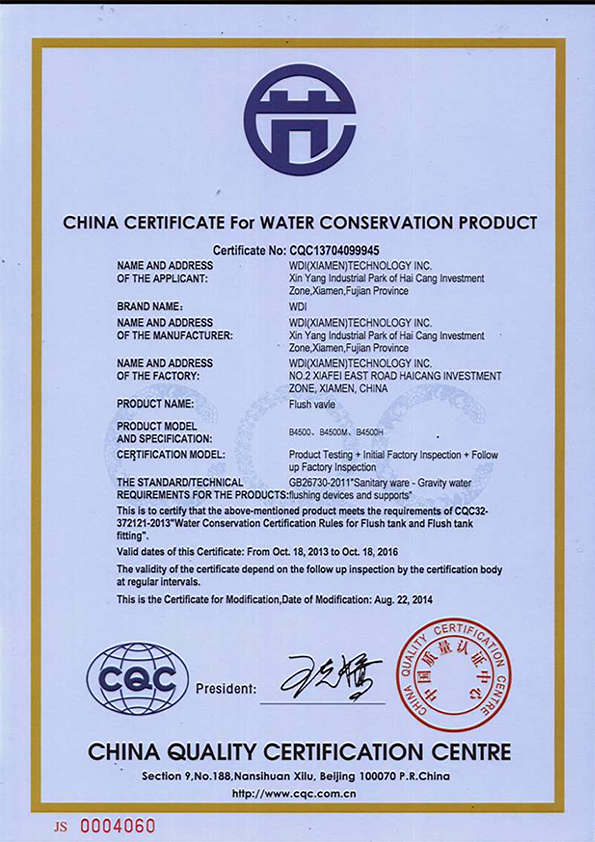 CHINA CERTIFICATE For WATER CONSERVATION PRODUCT
Certificate No: CQC13704099945
NAME AND ADDRESS OF THE APPLICANT:
WDI(XIAMEN)TECHNOLOGY INC.
Xin Yang Industrial Park of Hai Cang Investment
Zone,Xiamen,Fujian Province
BRAND NAME: WDI
NAME AND ADDRESS OF THE MANUFACTURER:
WDI(XIAMEN)TECHNOLOGY INC.
Xin Yang Industrial Park of Hai Cang Investment
Zone,Xiamen,Fujian Province
NAME AND ADDRESS OF THE FACTORY:
WDI(XIAMEN)TECHNOLOGY INC.
NO.2 XIAFEI EAST ROAD HAICANG INVESTMENT
ZONE, XIAMEN, CHINA
PRODUCT NAME: Flush vavle
PRODUCT MODEL AND SPECIFICATION:
B4500、B4500M、B4500H
CERTIFICATION MODEL: Product Testing + Initial Factory Inspection + Follow
up Factory Inspection
THE STANDARD/TECHNICAL REQUIREMENTS FOR THE PRODUCTS:
GB26730-2011"Sanitary ware - Gravity water
flushing devices and supports"
This is to certify that the above-mentioned product meets the requirements of CQC32-
372121-2013"Water Conservation Certification Rules for Flush tank and Flush tank
fitting".
Valid dates of this Certificate: From Oct. 18, 2013 to Oct. 18, 2016
The validity of the certificate depend on the follow up inspection by the certification body
at regular intervals.
This is the Certificate for Modification,Date of Modification: Aug. 22, 2014
CQC
President:
CHINA QUALITY CERTIFICATION CENTRE
中国质量认证中心
CHINA QUALITY CERTIFICATION CENTRE
Section 9,No.188,Nansihuan Xilu, Beijing 100070 P.R.China
http://www.cqc.com.cn
JS 0004060